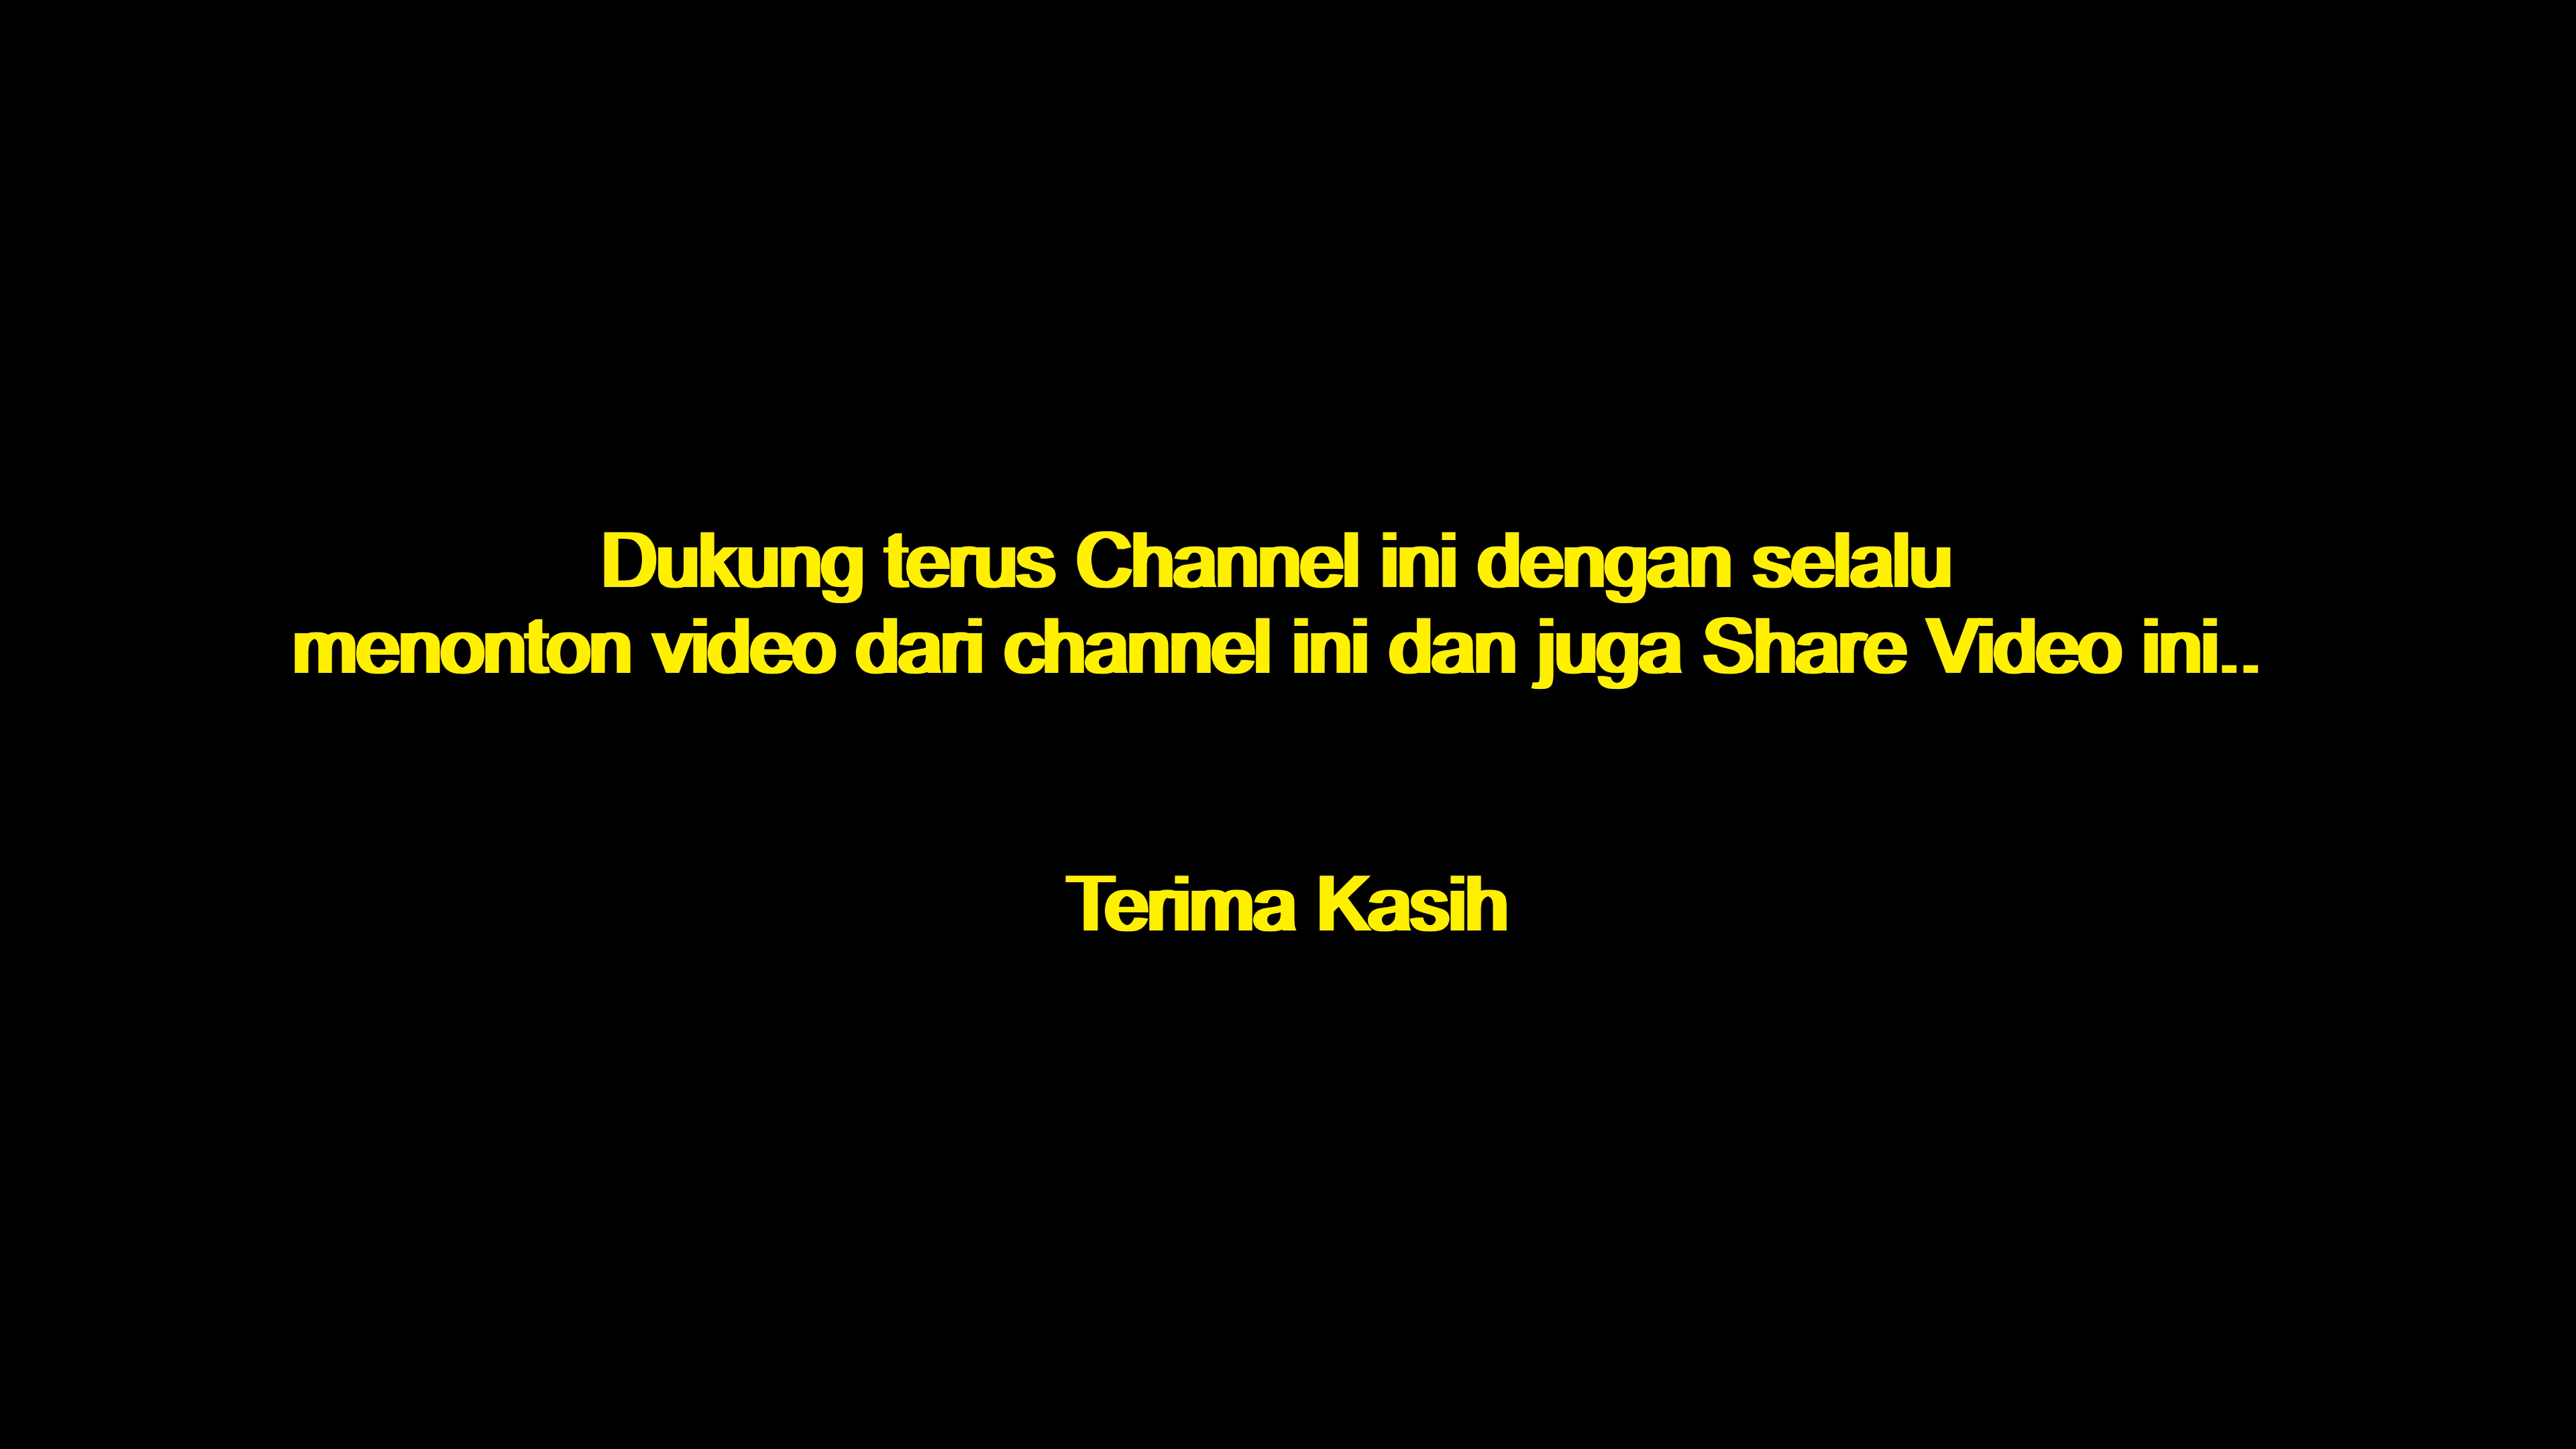 Dukung terus Channel ini dengan selalu
menonton video dari channel ini dan juga Share Video ini..
Terima Kasih